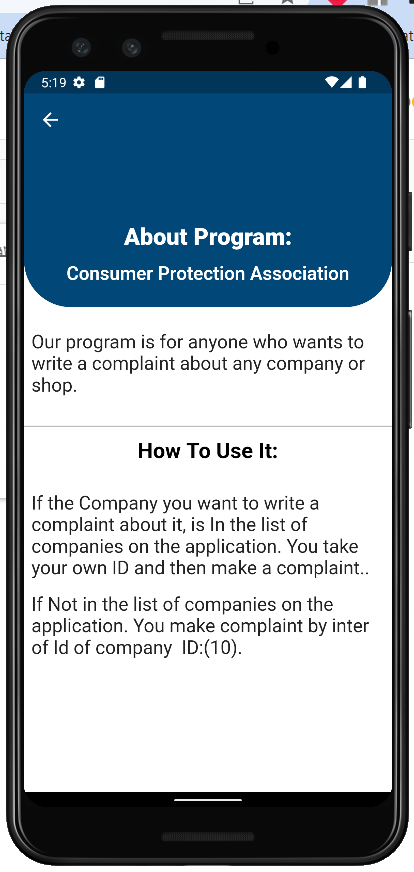 5:19
About Program:
Consumer Protection Association
Our program is for anyone who wants to
write a complaint about any company or
shop.
How To Use It:
If the Company you want to write a
complaint about it, is In the list of
companies on the application. You take
your own ID and then make a complaint..
If Not in the list of companies on the
application. You make complaint by inter
of Id of company  ID:(10).